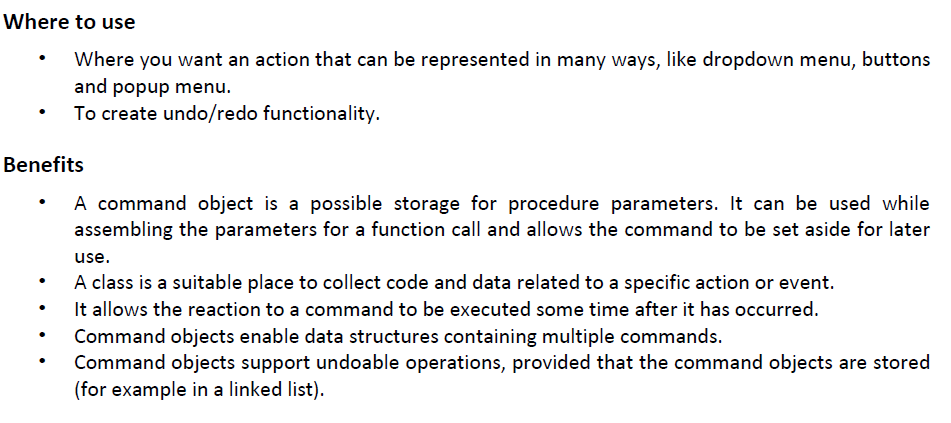 Where to use
• Where you want an action that can be represented in many ways, like dropdown menu, buttons
and popup menu.
• To create undo/redo functionality.
Benefits
• A command object is a possible storage for procedure parameters. It can be used while
assembling the parameters for a function call and allows the command to be set aside for later
use.
• A class is a suitable place to collect code and data related to a specific action or event.
• It allows the reaction to a command to be executed some time after it has occurred.
• Command objects enable data structures containing multiple commands.
• Command objects support undoable operations, provided that the command objects are stored
(for example in a linked list).